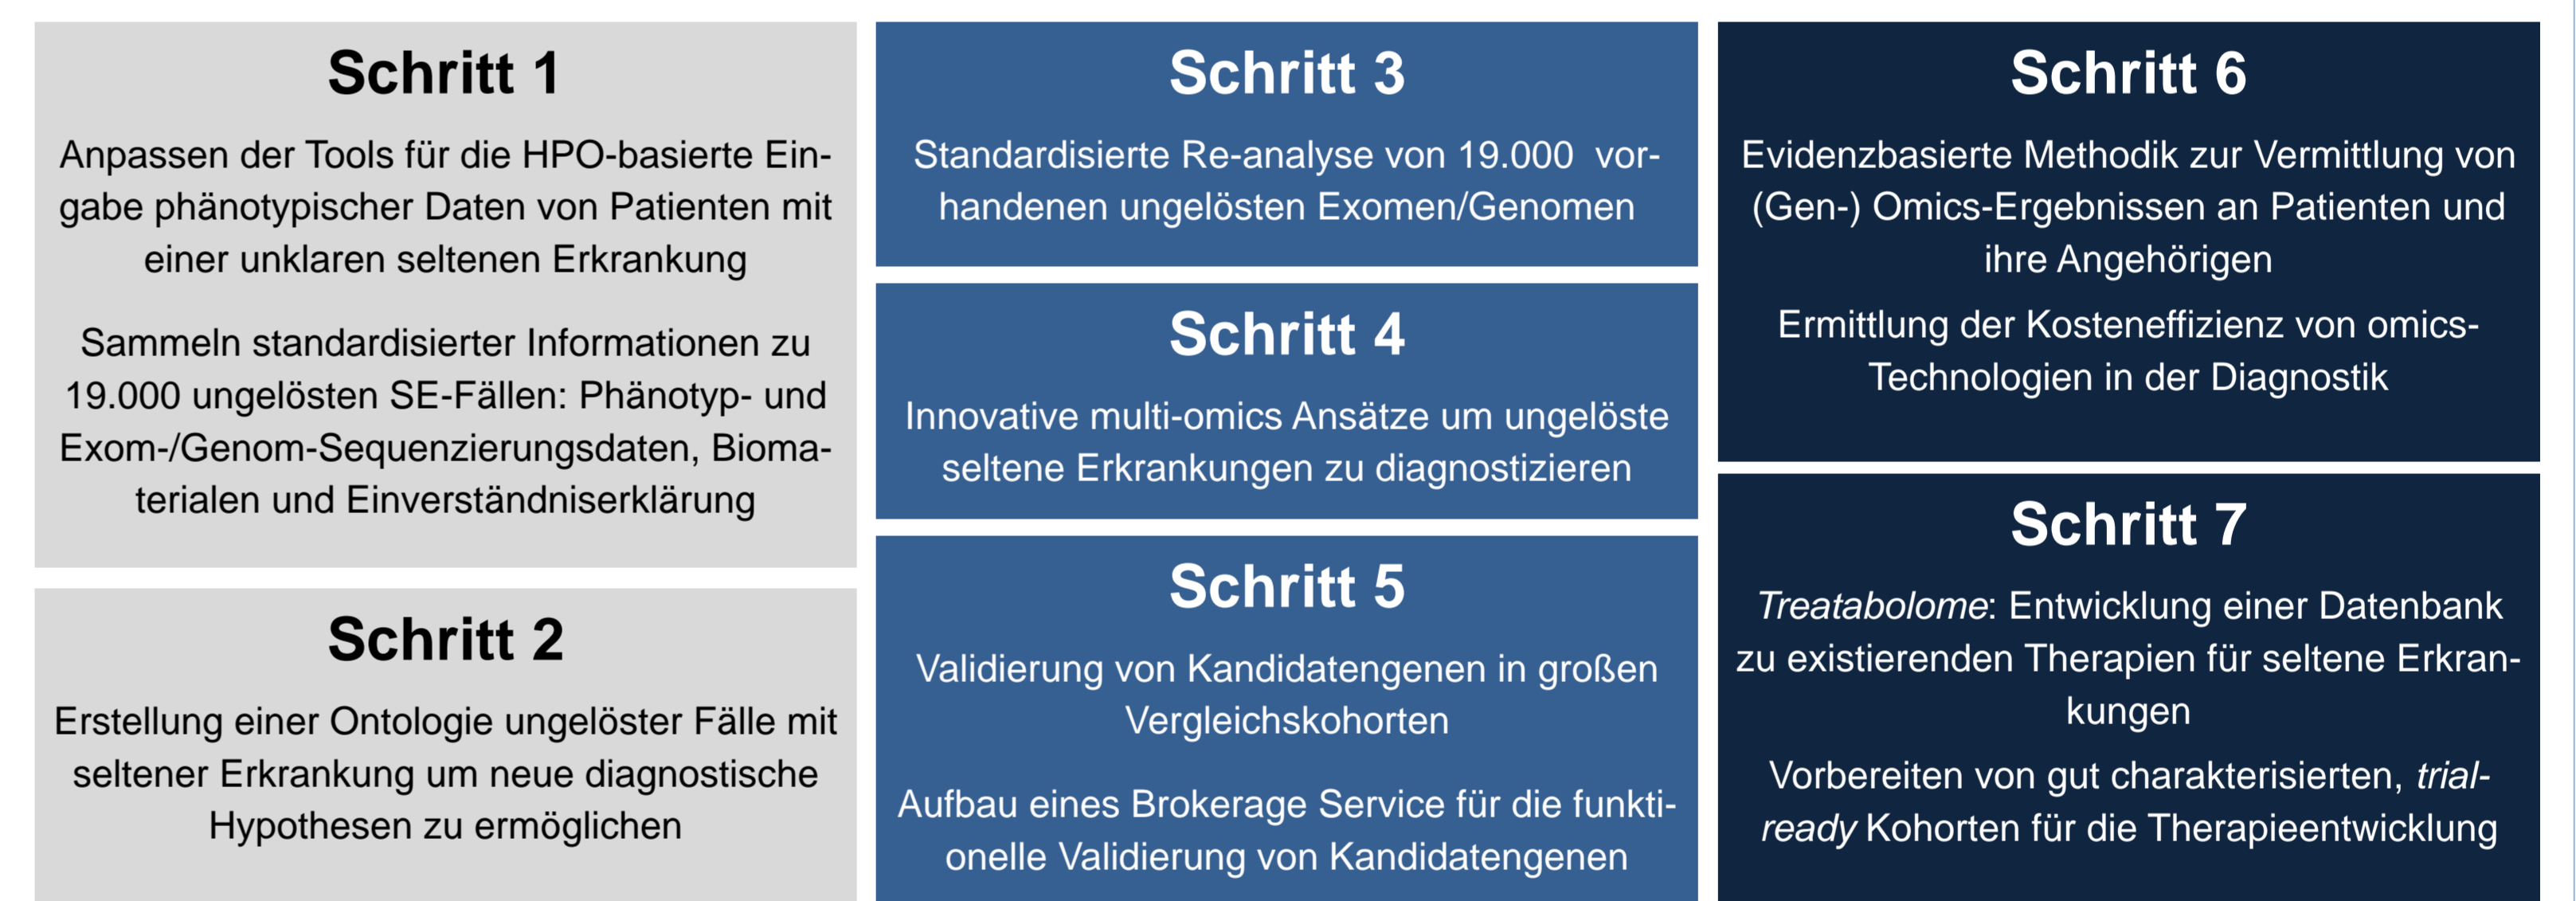 Schritt 1
Anpassen der Tools für die HPO-basierte Ein-
gabe phänotypischer Daten von Patienten mit
einer unklaren seltenen Erkrankung
Sammeln standardisierter Informationen zu
19.000 ungelösten SE-Fällen: Phänotyp- und
Exom-/Genom-Sequenzierungsdaten, Bioma-
terialen und Einverständniserklärung
Schritt 2
Erstellung einer Ontologie ungelöster Fälle mit
seltener Erkrankung um neue diagnostische
Hypothesen zu ermöglichen
Schritt 3
Standardisierte Re-analyse von 19.000 vor-
handenen ungelösten Exomen/Genomen
Schritt 4
Innovative multi-omics Ansätze um ungelöste
seltene Erkrankungen zu diagnostizieren
Schritt 5
Validierung von Kandidatengenen in großen
Vergleichskohorten
Aufbau eines Brokerage Service für die funkti-
onelle Validierung von Kandidatengenen
Schritt 6
Evidenzbasierte Methodik zur Vermittlung von
(Gen-) Omics-Ergebnissen an Patienten und
ihre Angehörigen
Ermittlung der Kosteneffizienz von omics-
Technologien in der Diagnostik
Schritt 7
Treatabolome: Entwicklung einer Datenbank
zu existierenden Therapien für seltene Erkran-
kungen
Vorbereiten von gut charakterisierten, trial-
ready Kohorten für die Therapieentwicklung